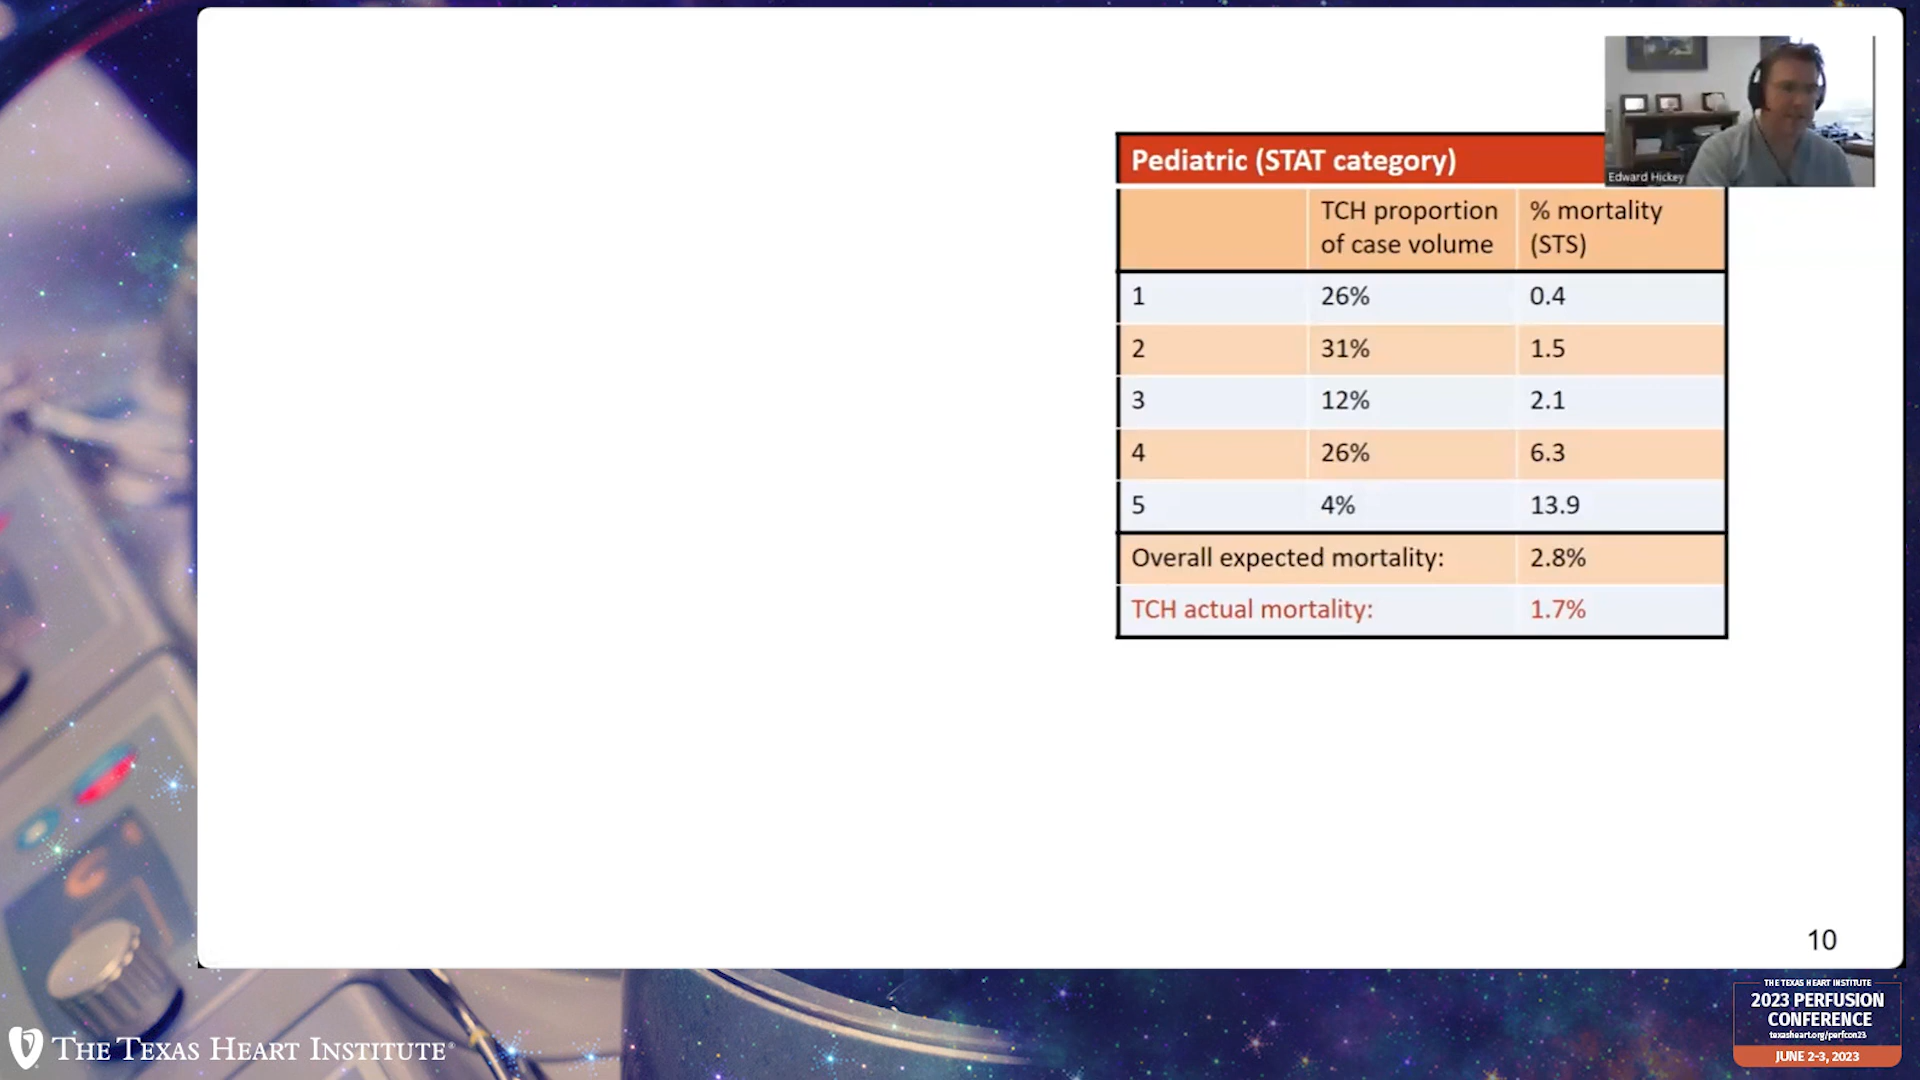 Pediatric (STAT category)
TCH proportion of case volume
% mortality (STS)
1 26% 0.4
2 31% 1.5
3 12% 2.1
4 26% 6.3
5 4% 13.9
Overall expected mortality: 2.8%
TCH actual mortality: 1.7%
Edward Hickey
10
THE TEXAS HEART INSTITUTE®
THE TEXAS HEART INSTITUTE
2023 PERFUSION
CONFERENCE
texasheart.org/perfcon23
JUNE 2-3, 2023